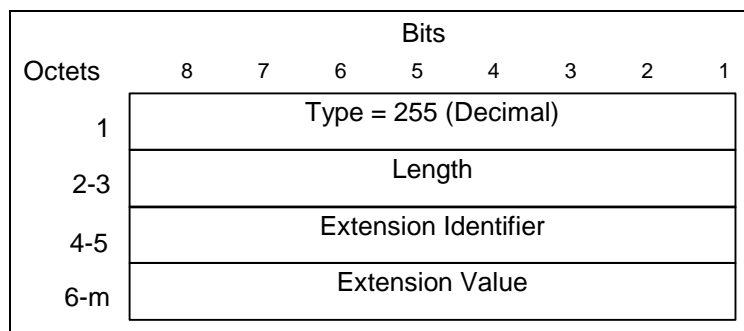 Bits
Octets 8 7 6 5 4 3 2 1
1 Type = 255 (Decimal)
2-3 Length
4-5 Extension Identifier
6-m Extension Value